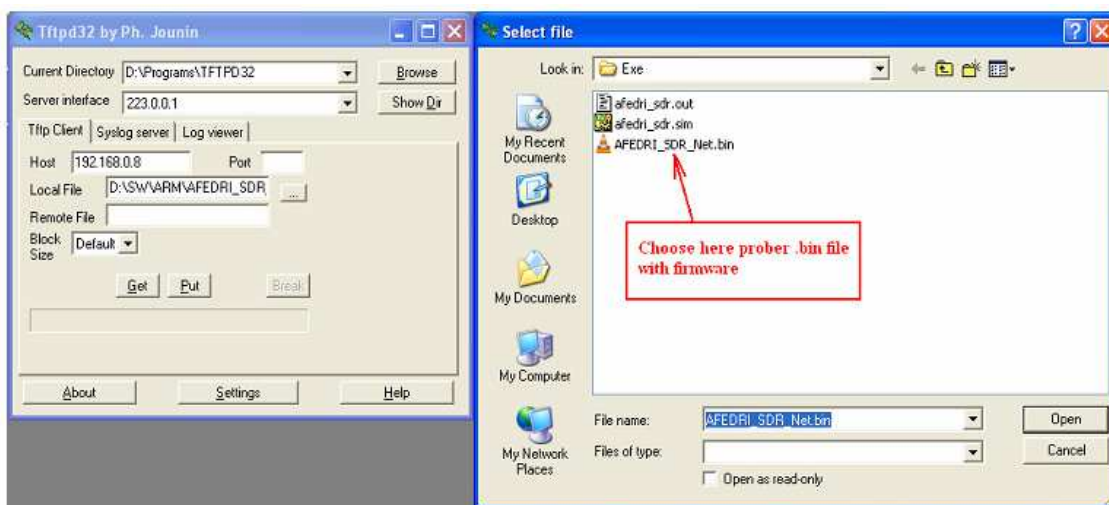 Tftpd32 by Ph. Jounin
Current Directory D:\Programs\TFTPD32 Browse
Server interface 223.0.0.1 Show Dir
Tftp Client Syslog server Log viewer
Host 192.168.0.8 Port
Local File D:\SW\ARM\AFEDRI_SDR ...
Remote File
Block Size Default
Get Put Break
About Settings Help
Select file
Look in: Exe
My Recent Documents
Desktop
My Documents
My Computer
My Network Places
afedri_sdr.out
afedri_sdr.sim
AFEDRI_SDR_Net.bin
Choose here prober .bin file
with firmware
File name: AFEDRI_SDR_Net.bin Open
Files of type: Cancel
Open as read-only